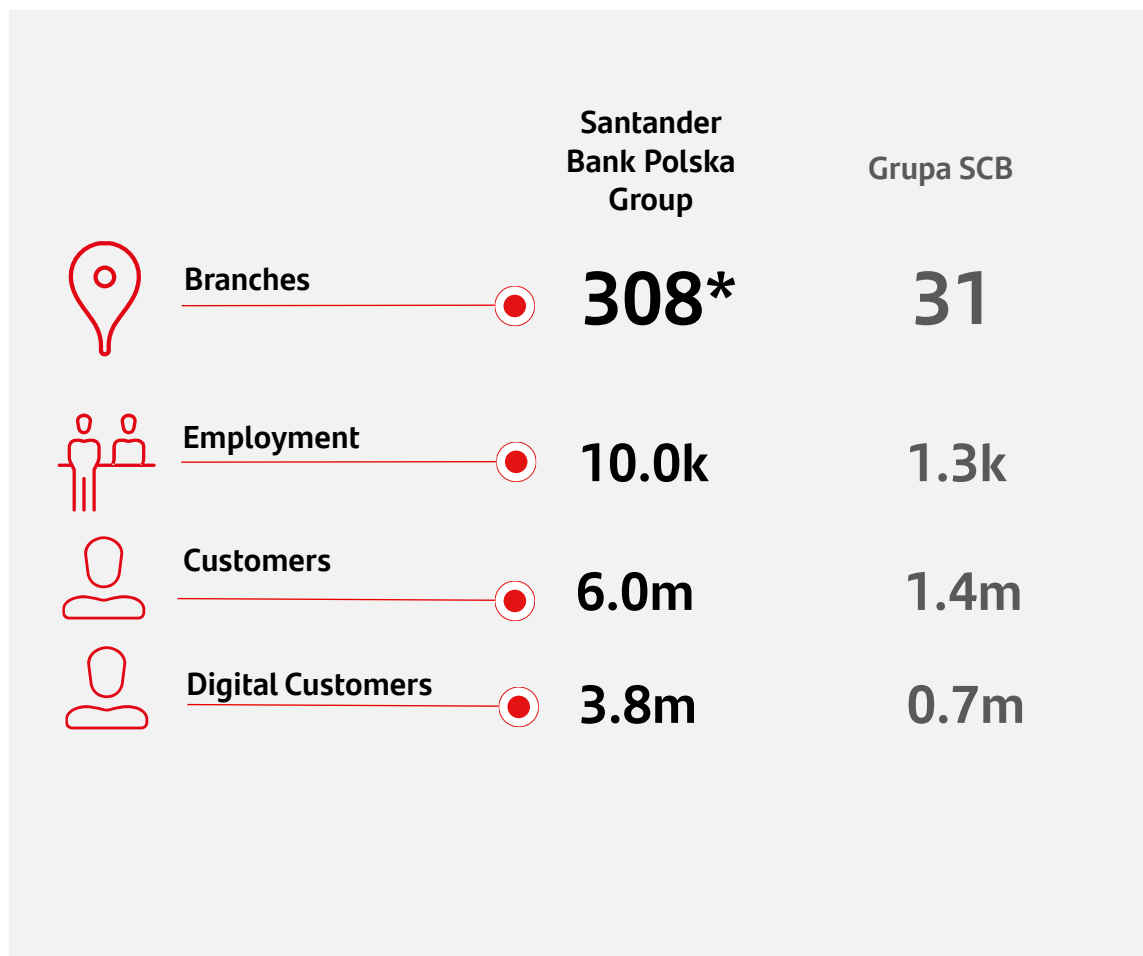 Santander
Bank Polska
Group
Grupa SCB
Branches
308*
31
Employment
10.0k
1.3k
Customers
6.0m
1.4m
Digital Customers
3.8m
0.7m